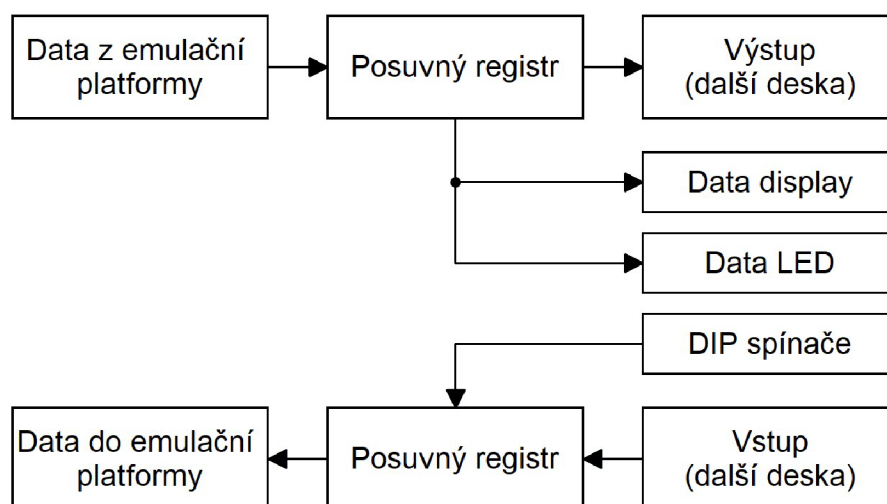 Data z emulační
platformy
Posuvný registr
Výstup
(další deska)
Data display
Data LED
DIP spínače
Data do emulační
platformy
Posuvný registr
Vstup
(další deska)